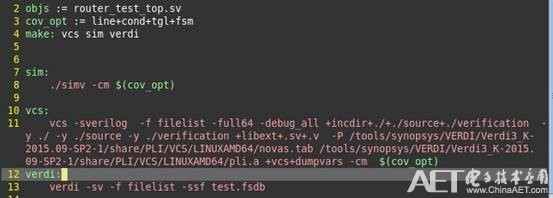 2 objs := router_test_top.sv
3 cov_opt := line+cond+tgl+fsm
4 make: vcs sim verdi
5
6
7 sim:
8 ./simv -cm $(cov_opt)
9
10 vcs:
11 vcs -sverilog -f filelist -full64 -debug_all +incdir+./+./source+./verification -
y ./ -y ./source -y ./verification +libext+.sv+.v -P /tools/synopsys/VERDI/Verdi3_K-
2015.09-SP2-1/share/PLI/VCS/LINUXAMD64/novas.tab /tools/synopsys/VERDI/Verdi3_K-2015.
09-SP2-1/share/PLI/VCS/LINUXAMD64/pli.a +vcs+dumpvars -cm $(cov_opt)
12 verdi:
13 verdi -sv -f filelist -ssf test.fsdb
AET 电子技术应用
www.ChinaAET.com